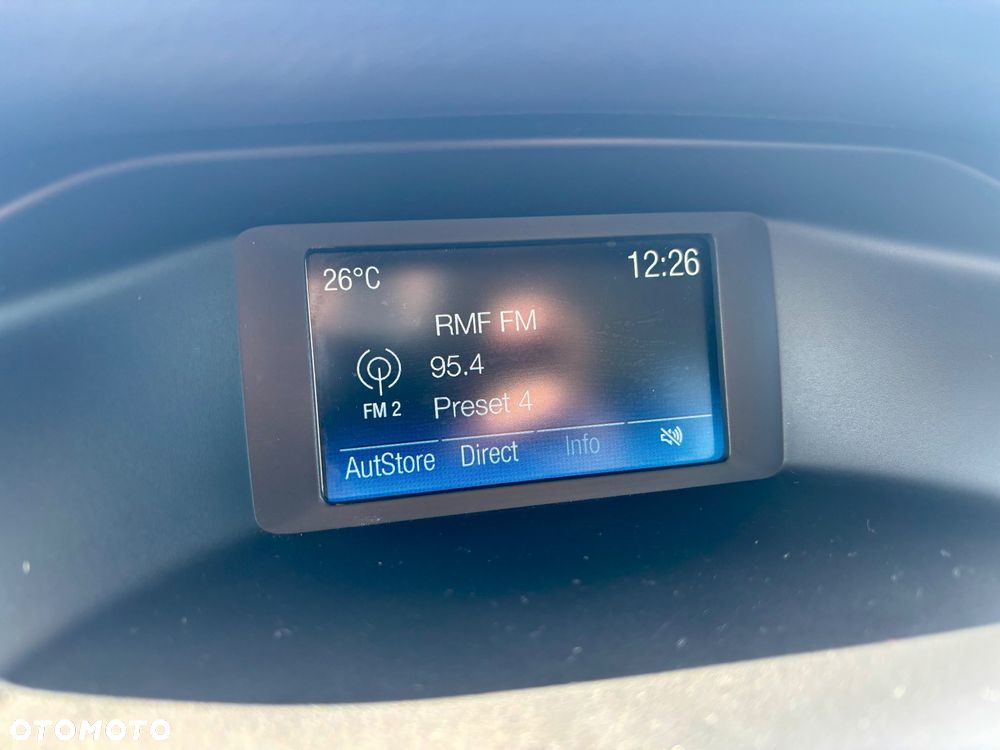 26°C 12:26
RMF FM
95.4
FM 2 Preset 4
AutStore Direct Info
OTOMOTO